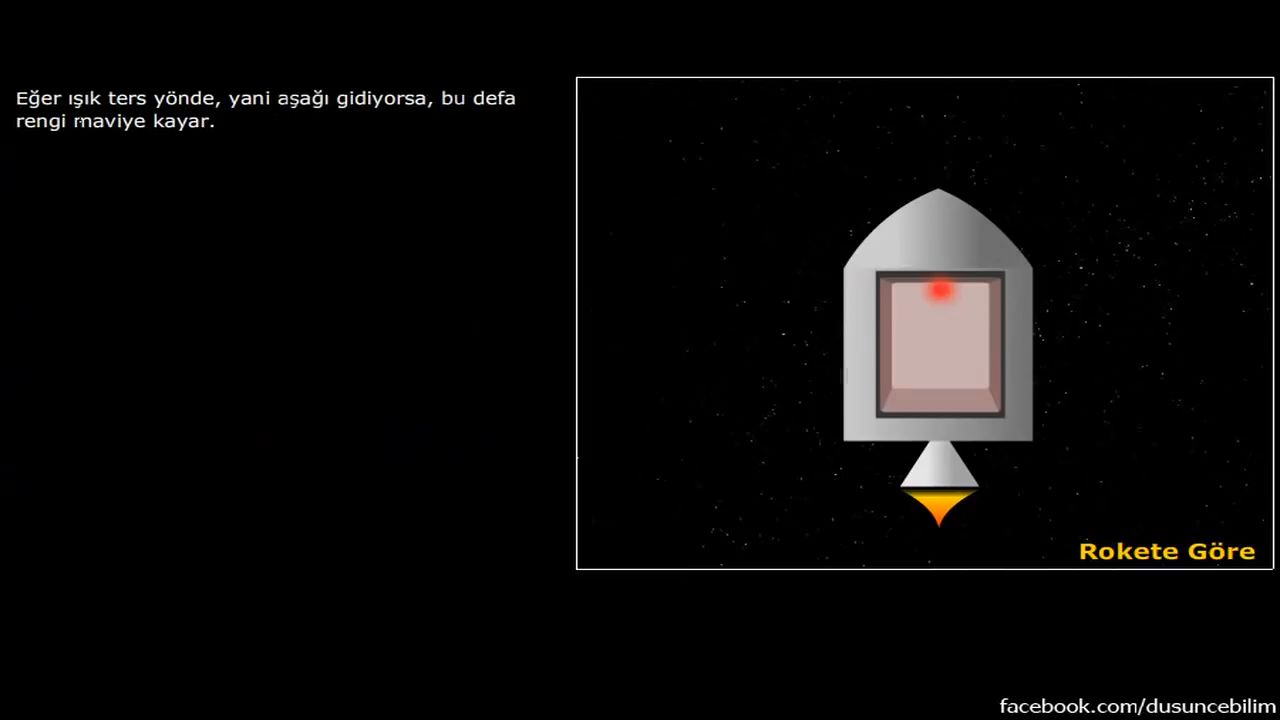 Eğer ışık ters yönde, yani aşağı gidiyorsa, bu defa
rengi maviye kayar.
Rokete Göre
facebook.com/dusuncebilim